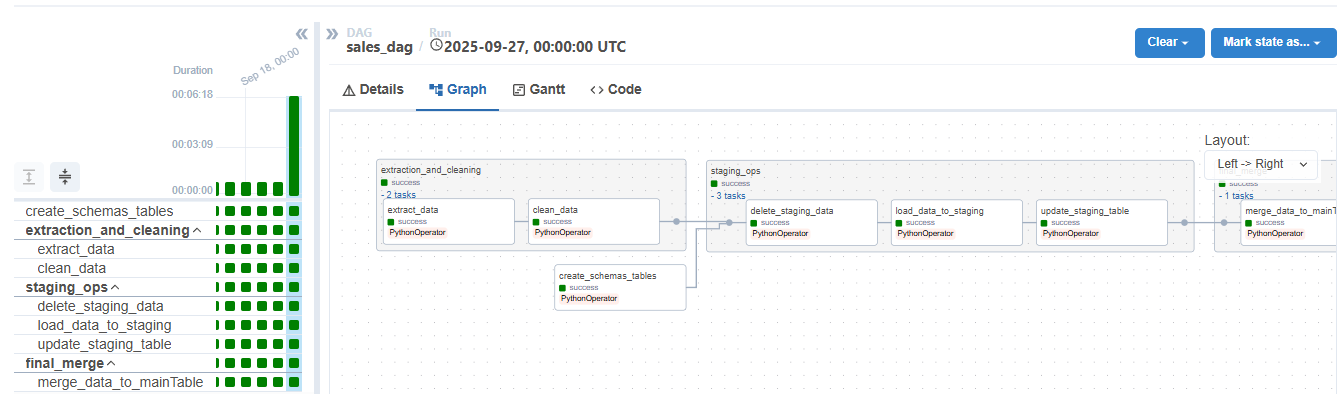 DAG
sales_dag
/
Run
2025-09-27, 00:00:00 UTC
Clear
Mark state as...
Duration
Sep 18, 00:00
00:06:18
00:03:09
00:00:00
Details
Graph
Gantt
Code
create_schemas_tables
extraction_and_cleaning
extract_data
clean_data
staging_ops
delete_staging_data
load_data_to_staging
update_staging_table
final_merge
merge_data_to_mainTable
Layout:
Left -> Right
extraction_and_cleaning
success
- 2 tasks
extract_data
success
PythonOperator
clean_data
success
PythonOperator
create_schemas_tables
success
PythonOperator
staging_ops
success
- 3 tasks
delete_staging_data
success
PythonOperator
load_data_to_staging
success
PythonOperator
update_staging_table
success
PythonOperator
final_merge
success
- 1 tasks
merge_data_to_mainT
success
PythonOperator